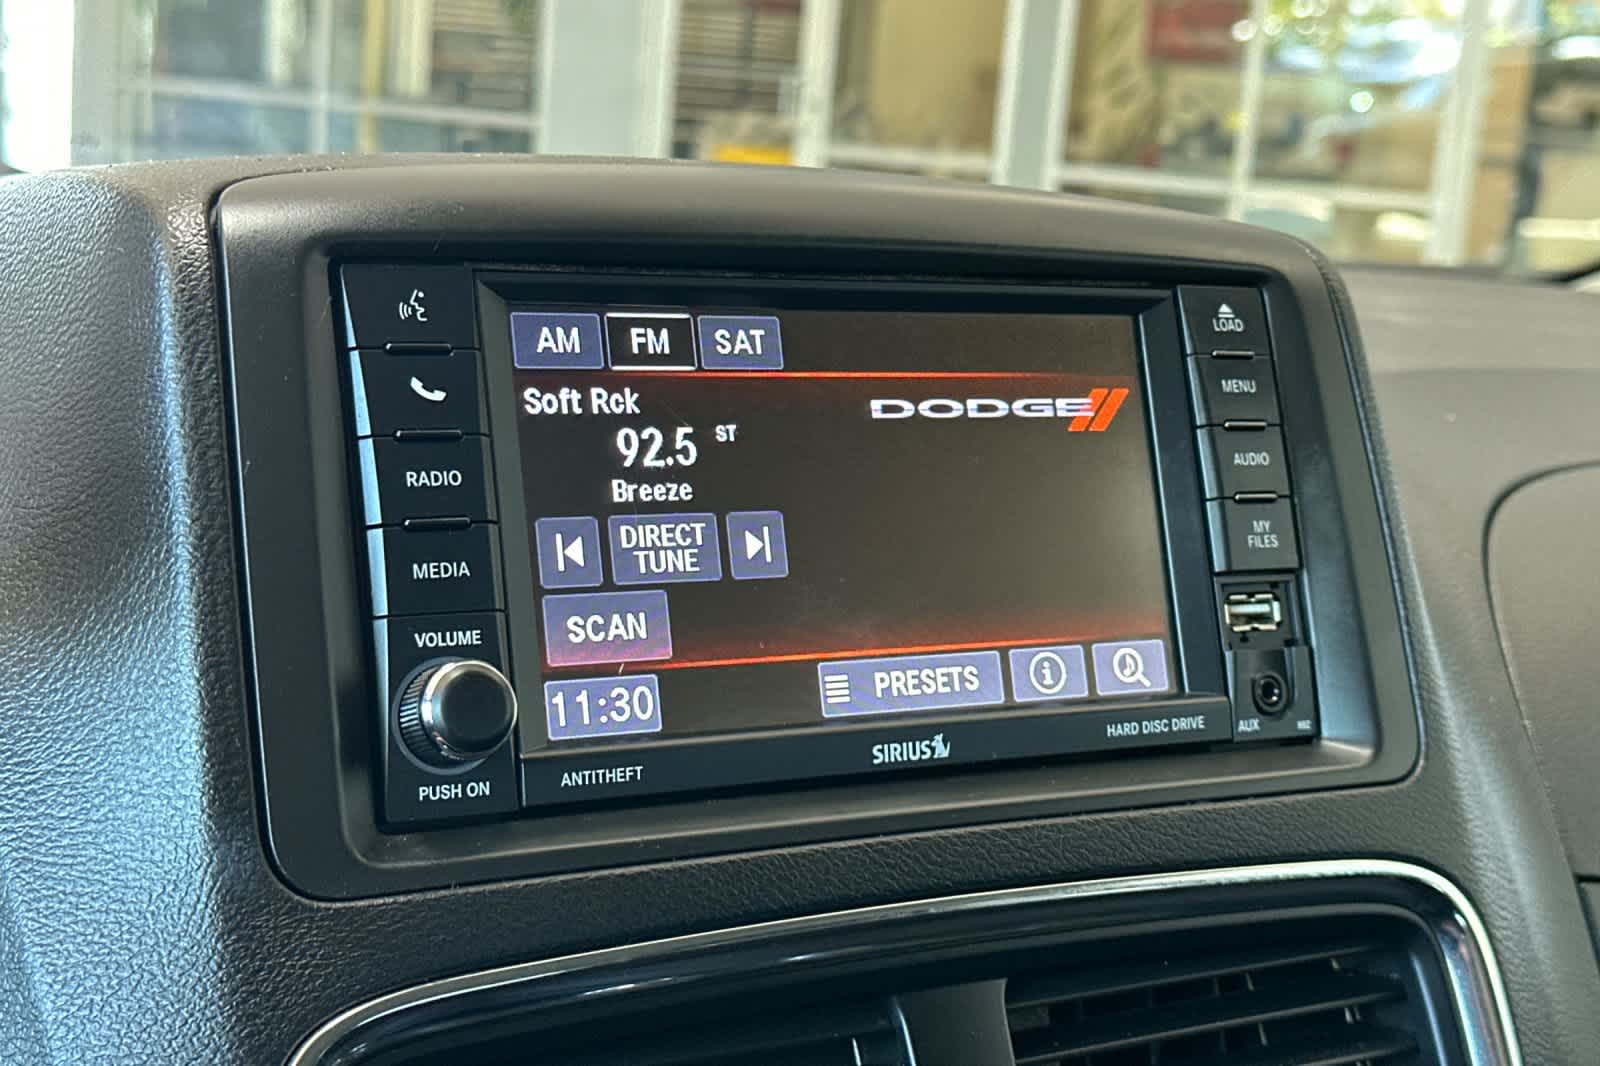 AM FM SAT
Soft Rck
92.5 ST
Breeze
DODGE
DIRECT
TUNE
SCAN
11:30
PRESETS
RADIO
MEDIA
VOLUME
PUSH ON
ANTITHEFT
SIRIUS
HARD DISC DRIVE
LOAD
MENU
AUDIO
MY
FILES
AUX